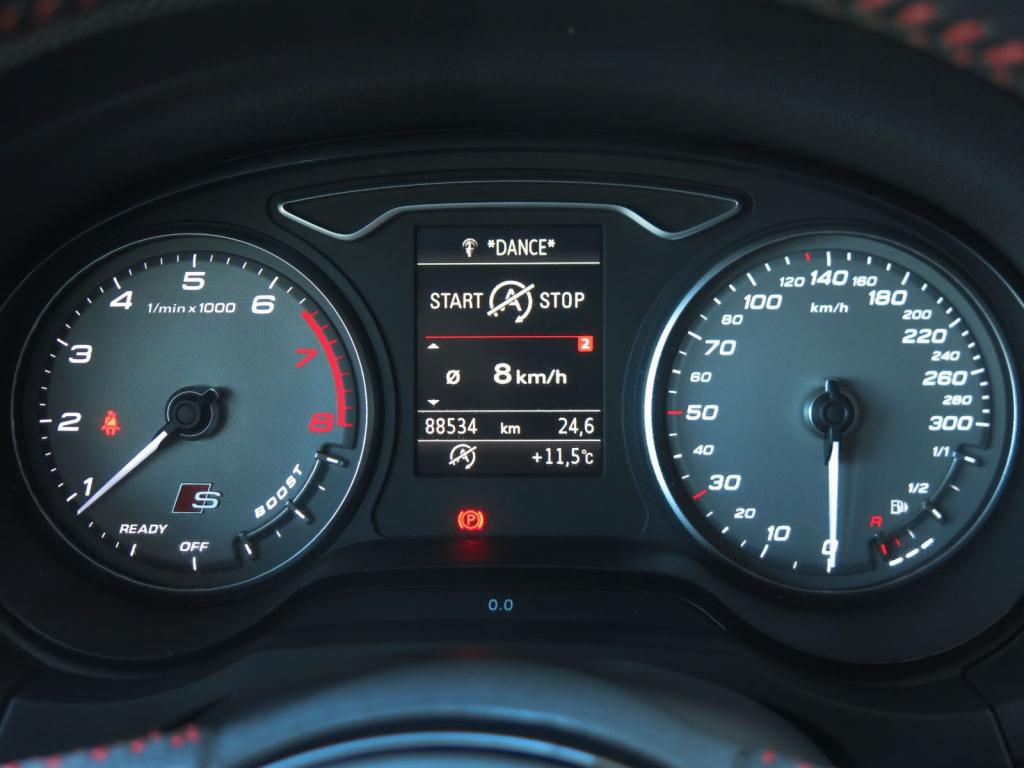 *DANCE*
START A STOP
2
Ø 8 km/h
88534 km 24,6
A +11,5°c
P
0.0
1/min x 1000
1
2
3
4
5
6
7
8
READY
OFF
S
BOOST
km/h
0
10
20
30
40
50
60
70
80
100
120
140
160
180
200
220
240
260
280
300
1/1
1/2
R